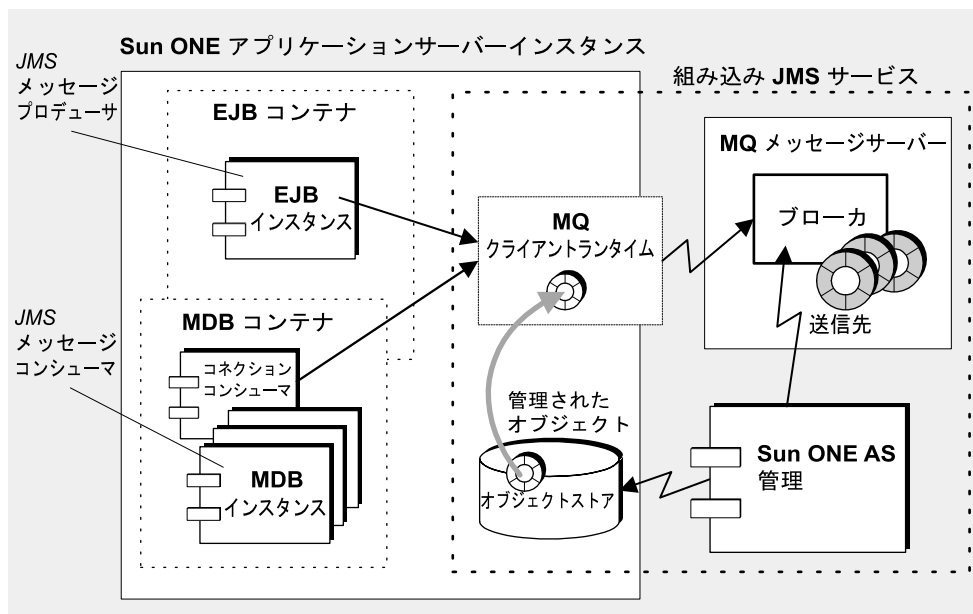 Sun ONE アプリケーションサーバーインスタンス
JMS
メッセージ
プロデューサ
EJB コンテナ
EJB
インスタンス
組み込み JMS サービス
MQ メッセージサーバー
ブローカ
送信先
MQ
クライアントランタイム
JMS
メッセージ
コンシューマ
MDB コンテナ
コネクション
コンシューマ
MDB
インスタンス
管理された
オブジェクト
オブジェクトストア
Sun ONE AS
管理